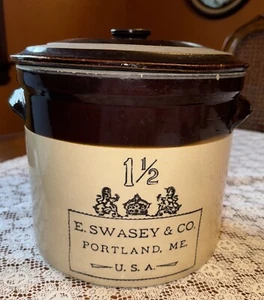 1½
E. SWASEY & CO.
PORTLAND, ME.
U.S.A.